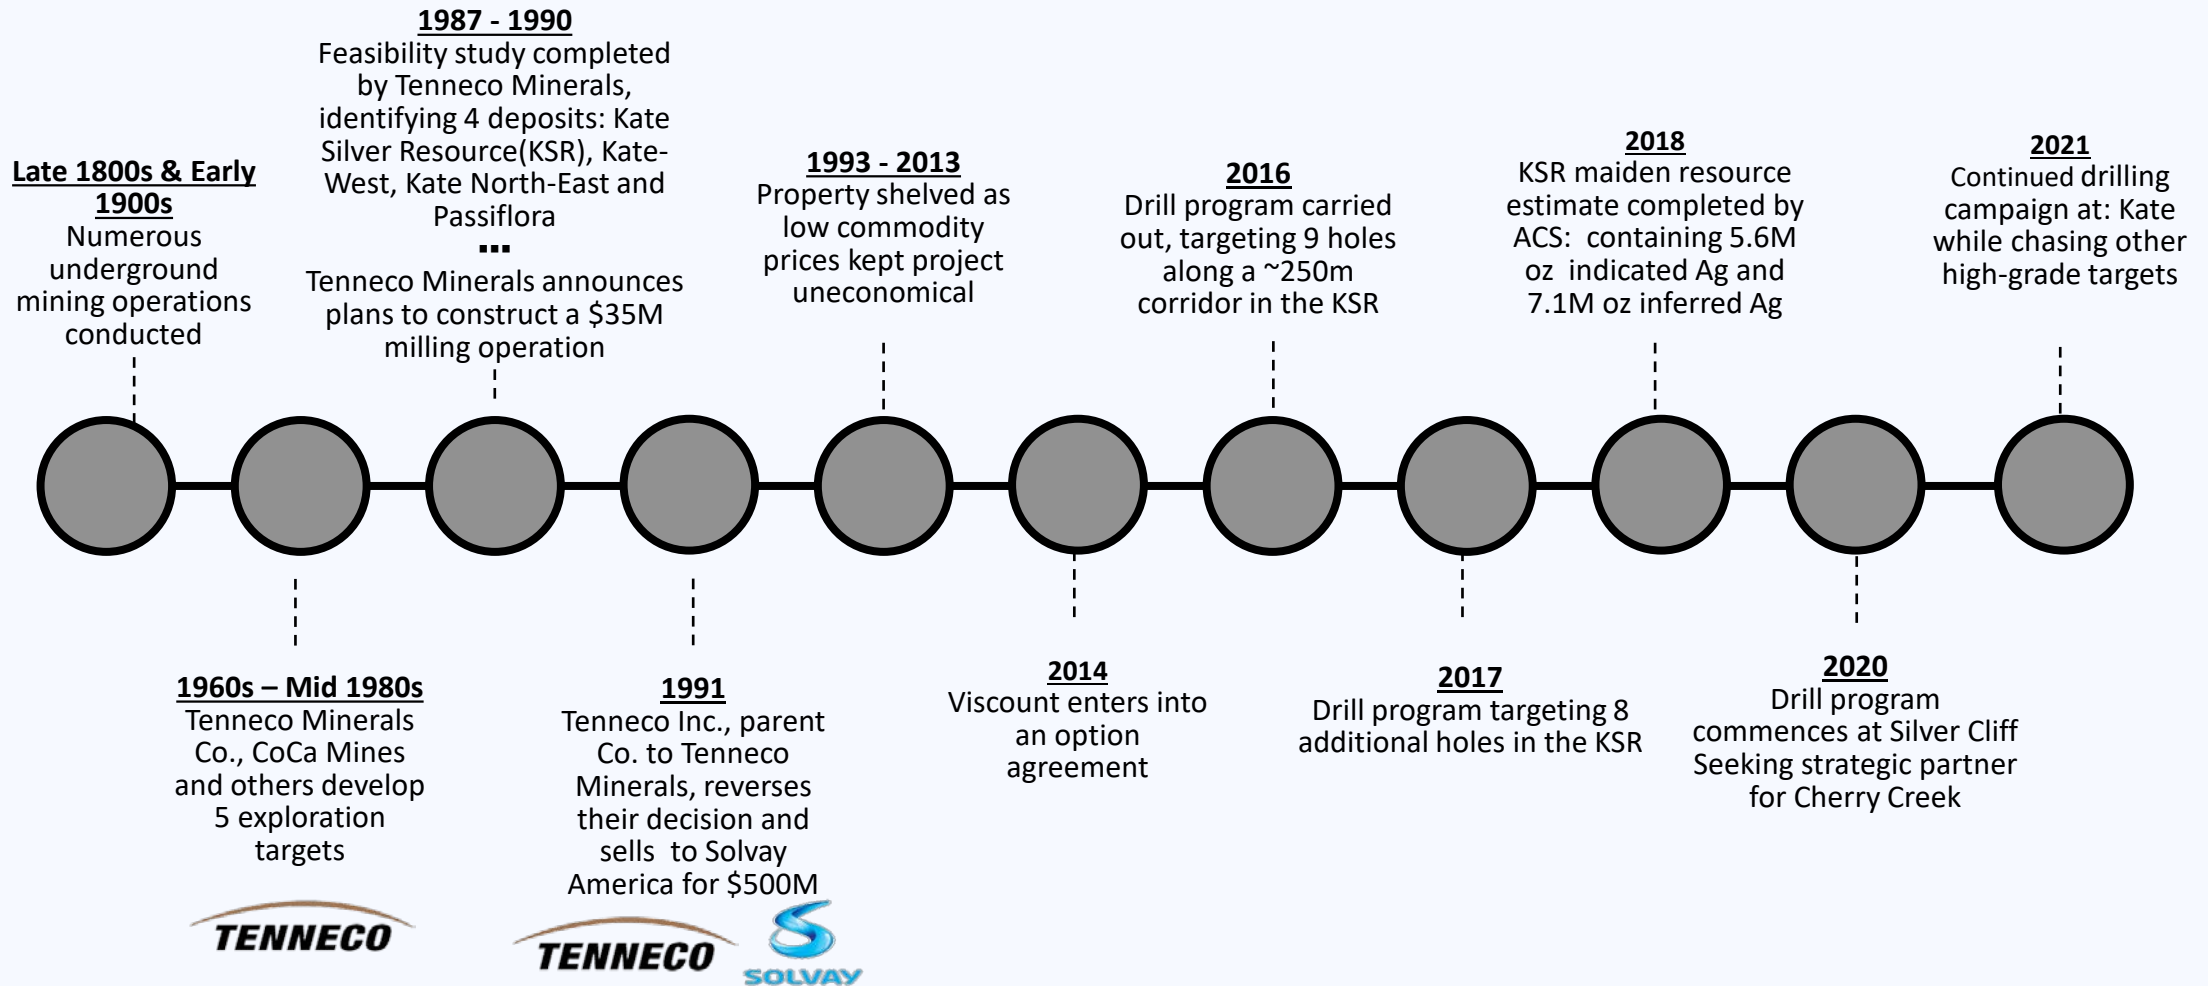 Late 1800s & Early
1900s
Numerous
underground
mining operations
conducted
1960s – Mid 1980s
Tenneco Minerals
Co., CoCa Mines
and others develop
5 exploration
targets
TENNECO
1987 - 1990
Feasibility study completed
by Tenneco Minerals,
identifying 4 deposits: Kate
Silver Resource(KSR), Kate-
West, Kate North-East and
Passiflora
...
Tenneco Minerals announces
plans to construct a $35M
milling operation
1991
Tenneco Inc., parent
Co. to Tenneco
Minerals, reverses
their decision and
sells to Solvay
America for $500M
TENNECO
SOLVAY
1993 - 2013
Property shelved as
low commodity
prices kept project
uneconomical
2014
Viscount enters into
an option
agreement
2016
Drill program carried
out, targeting 9 holes
along a ~250m
corridor in the KSR
2017
Drill program targeting 8
additional holes in the KSR
2018
KSR maiden resource
estimate completed by
ACS: containing 5.6M
oz indicated Ag and
7.1M oz inferred Ag
2020
Drill program
commences at Silver Cliff
Seeking strategic partner
for Cherry Creek
2021
Continued drilling
campaign at: Kate
while chasing other
high-grade targets